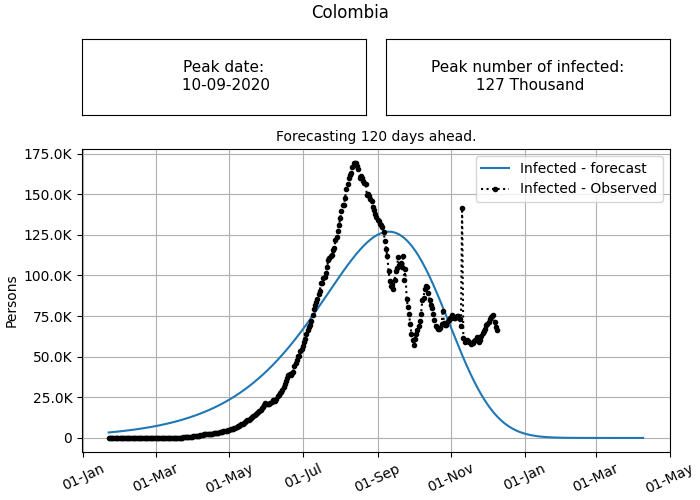 Colombia
Peak date:
10-09-2020
Peak number of infected:
127 Thousand
Forecasting 120 days ahead.
175.0K
150.0K
125.0K
100.0K
75.0K
50.0K
25.0K
0
Persons
Infected - forecast
Infected - Observed
01-Jan
01-Mar
01-May
01-Jul
01-Sep
01-Nov
01-Jan
01-Mar
01-May